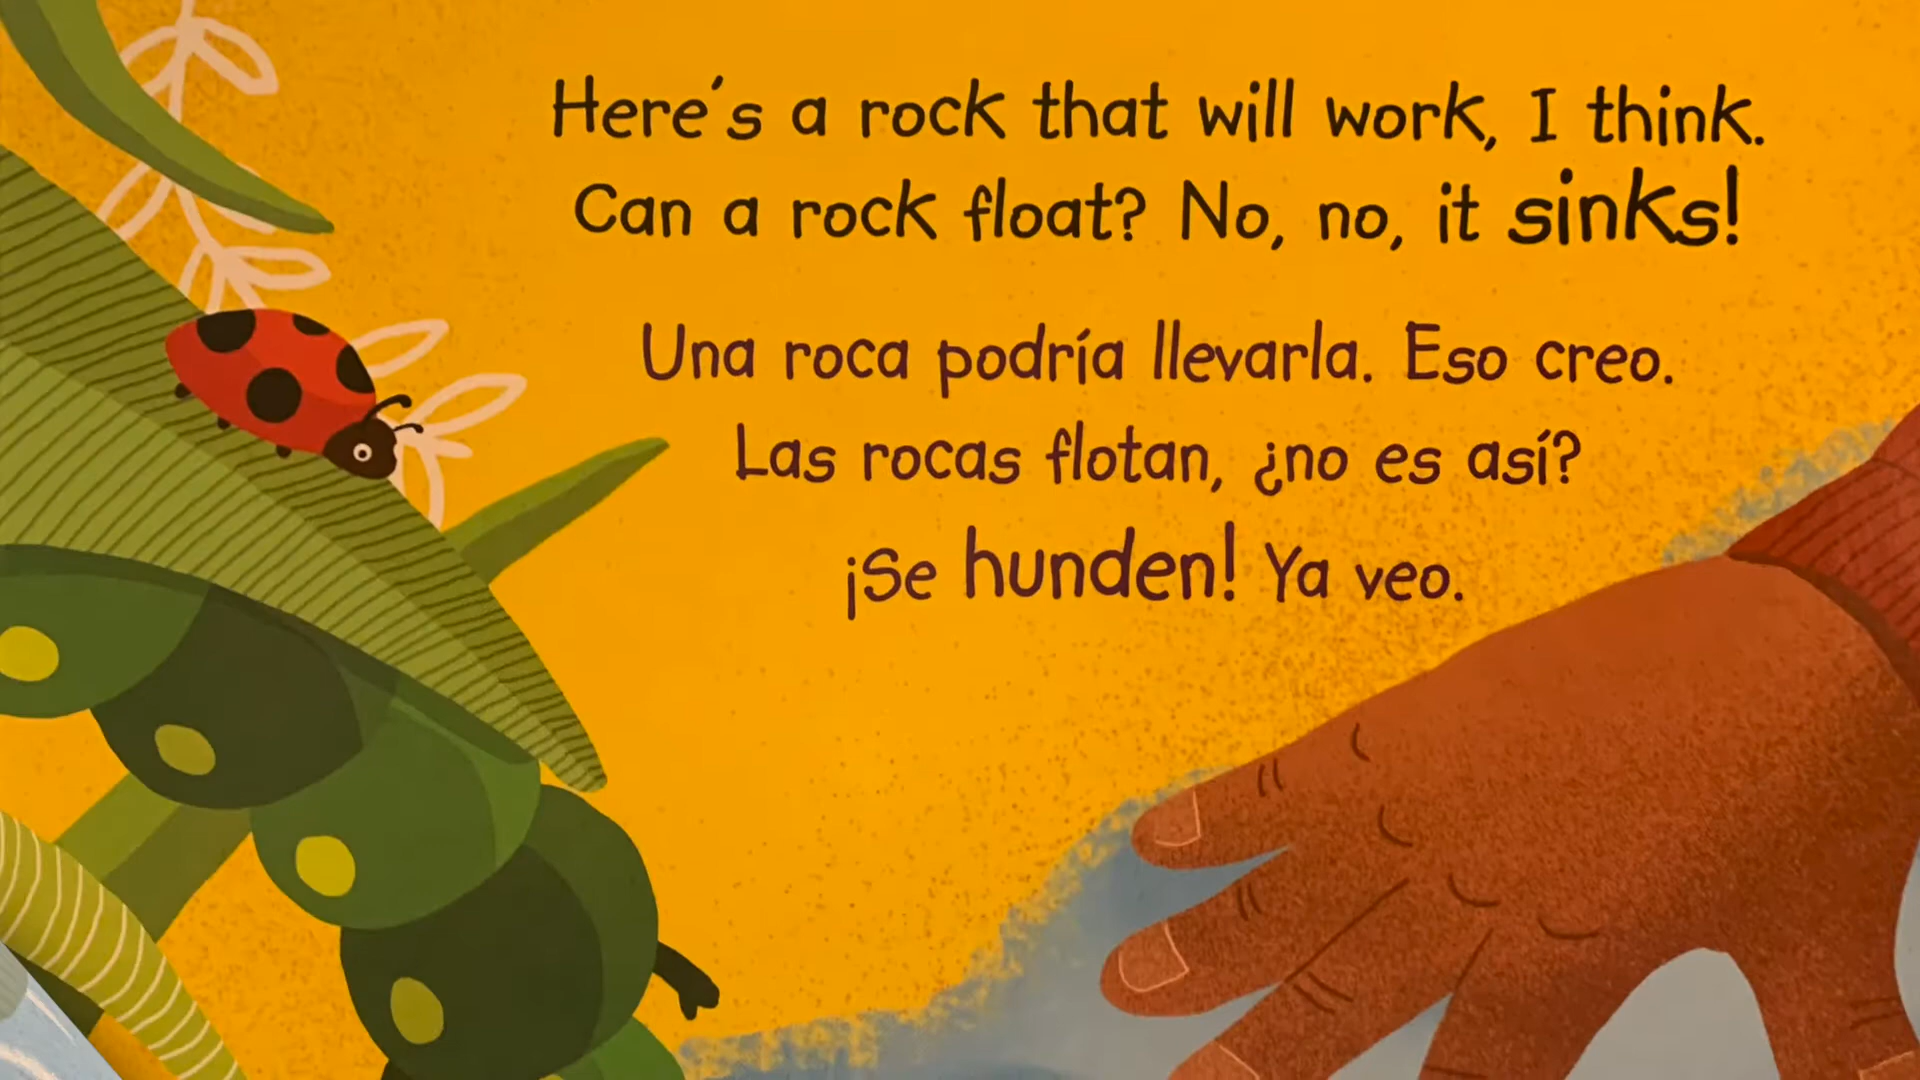 Here's a rock that will work, I think.
Can a rock float? No, no, it sinks!
Una roca podría llevarla. Eso creo.
Las rocas flotan, ¿no es así?
¡Se hunden! Ya veo.